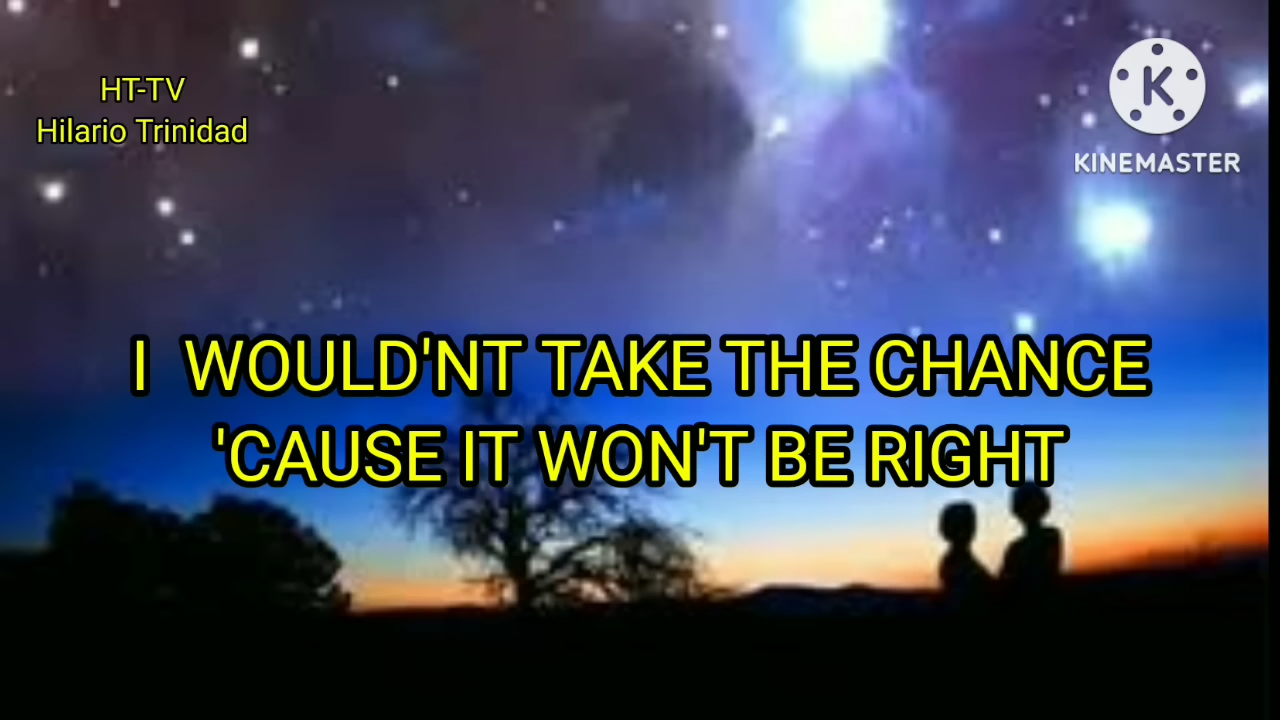 HT-TV
Hilario Trinidad
K
KINEMASTER
I WOULD'NT TAKE THE CHANCE
'CAUSE IT WON'T BE RIGHT